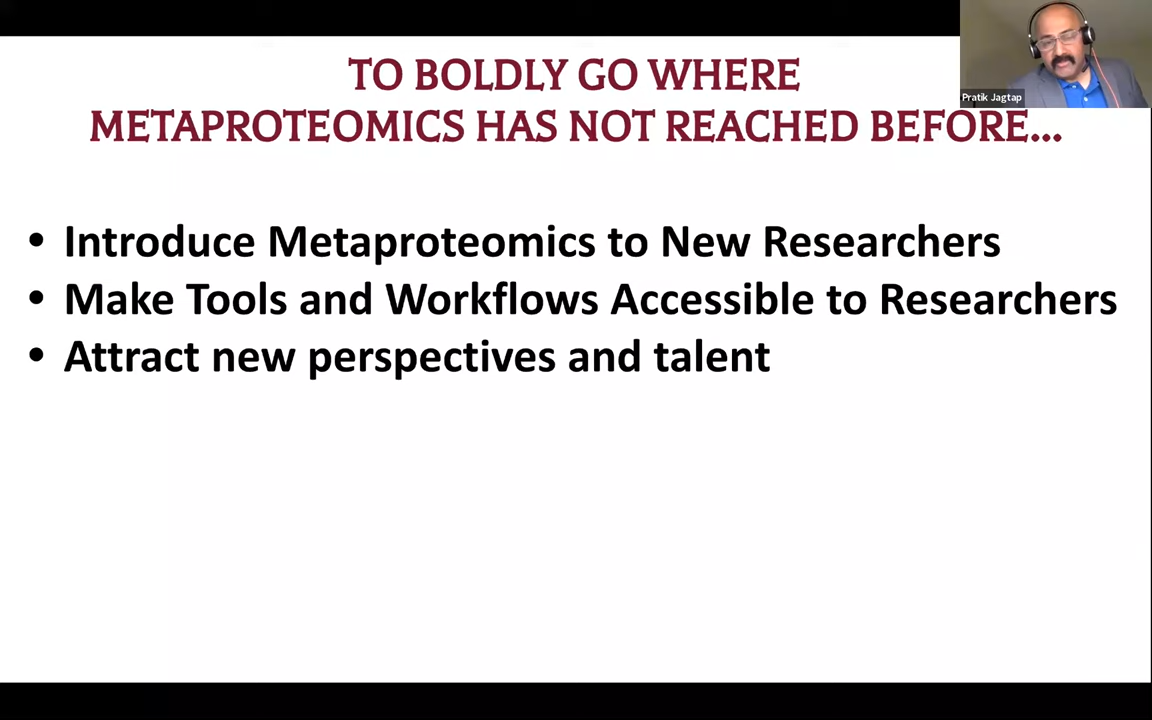 TO BOLDLY GO WHERE
METAPROTEOMICS HAS NOT REACHED BEFORE...
Pratik Jagtap
• Introduce Metaproteomics to New Researchers
• Make Tools and Workflows Accessible to Researchers
• Attract new perspectives and talent